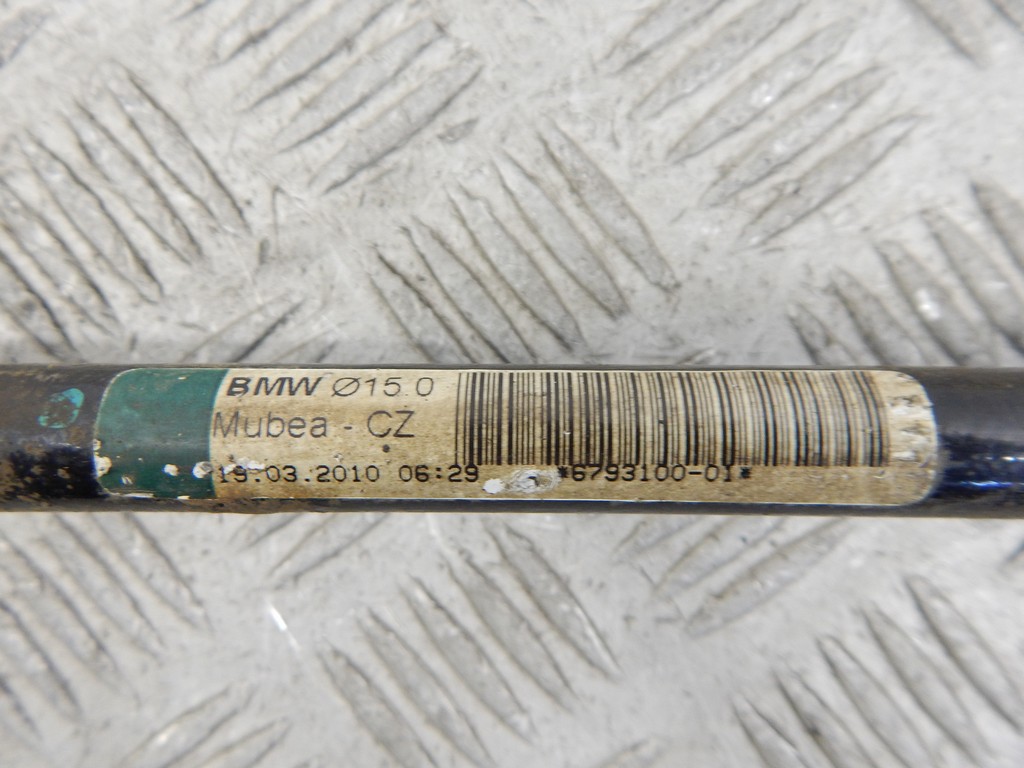 BMW Ø15.0
Mubea - CZ
19.03.2010 06:29 *6793100-01*